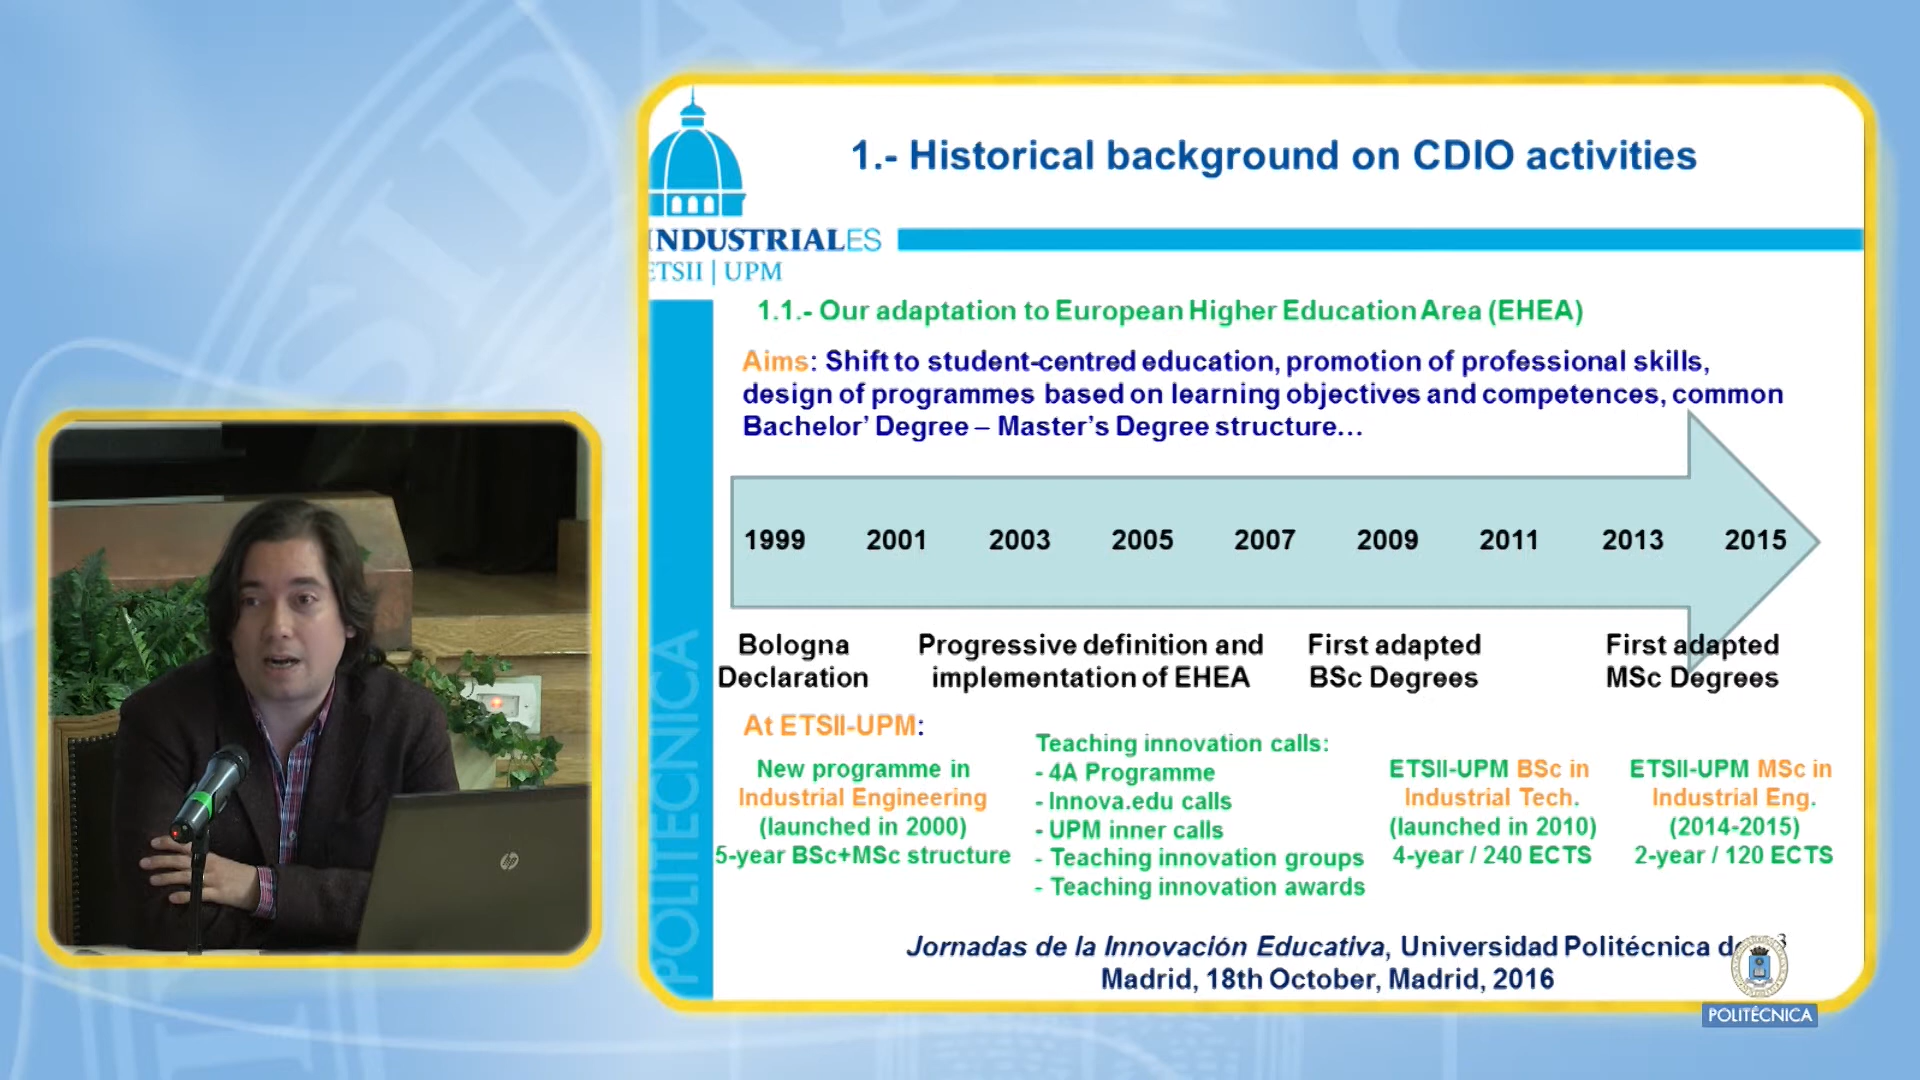 1.- Historical background on CDIO activities
INDUSTRIALES
ETSII | UPM
1.1.- Our adaptation to European Higher Education Area (EHEA)
Aims: Shift to student-centred education, promotion of professional skills,
design of programmes based on learning objectives and competences, common
Bachelor’ Degree – Master’s Degree structure…
1999 2001 2003 2005 2007 2009 2011 2013 2015
Bologna
Declaration
Progressive definition and
implementation of EHEA
First adapted
BSc Degrees
First adapted
MSc Degrees
At ETSII-UPM:
New programme in
Industrial Engineering
(launched in 2000)
5-year BSc+MSc structure
Teaching innovation calls:
- 4A Programme
- Innova.edu calls
- UPM inner calls
- Teaching innovation groups
- Teaching innovation awards
ETSII-UPM BSc in
Industrial Tech.
(launched in 2010)
4-year / 240 ECTS
ETSII-UPM MSc in
Industrial Eng.
(2014-2015)
2-year / 120 ECTS
POLITÉCNICA
Jornadas de la Innovación Educativa, Universidad Politécnica de 3
Madrid, 18th October, Madrid, 2016
POLITÉCNICA
hp